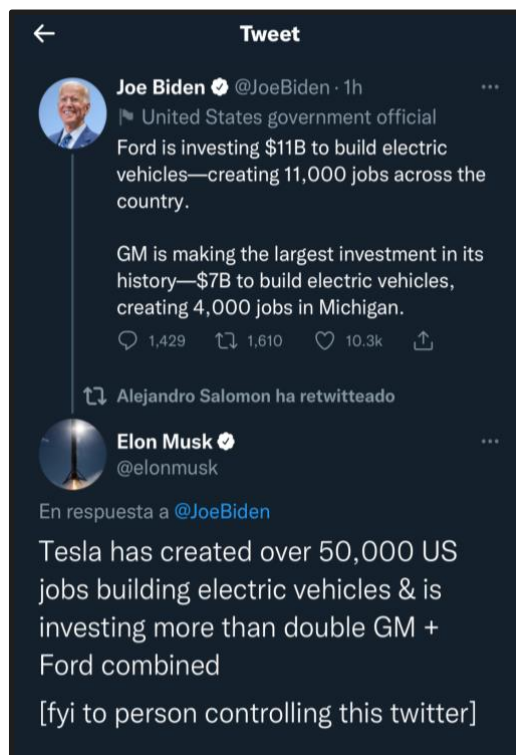 Tweet
Joe Biden @JoeBiden · 1h
United States government official
Ford is investing $11B to build electric
vehicles—creating 11,000 jobs across the
country.
GM is making the largest investment in its
history—$7B to build electric vehicles,
creating 4,000 jobs in Michigan.
1,429 1,610 10.3k
Alejandro Salomon ha retwitteado
Elon Musk
@elonmusk
En respuesta a @JoeBiden
Tesla has created over 50,000 US
jobs building electric vehicles & is
investing more than double GM +
Ford combined
[fyi to person controlling this twitter]